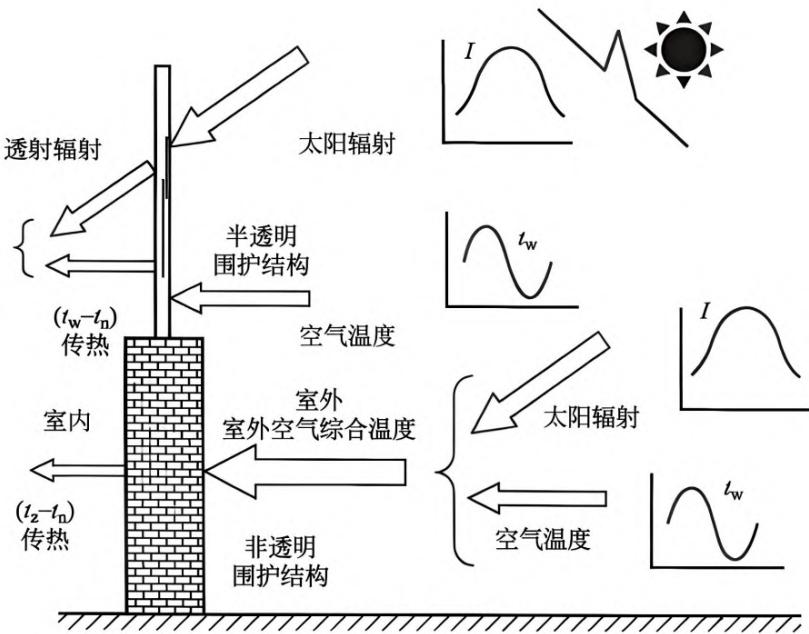 I
透射辐射
太阳辐射
半透明
围护结构
t_w
(t_w-t_n)
传热
空气温度
I
室内
室外
室外空气综合温度
太阳辐射
(t_z-t_n)
传热
t_w
空气温度
非透明
围护结构